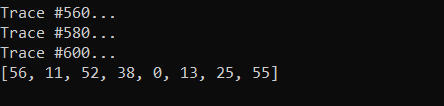 Trace #560...
Trace #580...
Trace #600...
[56, 11, 52, 38, 0, 13, 25, 55]